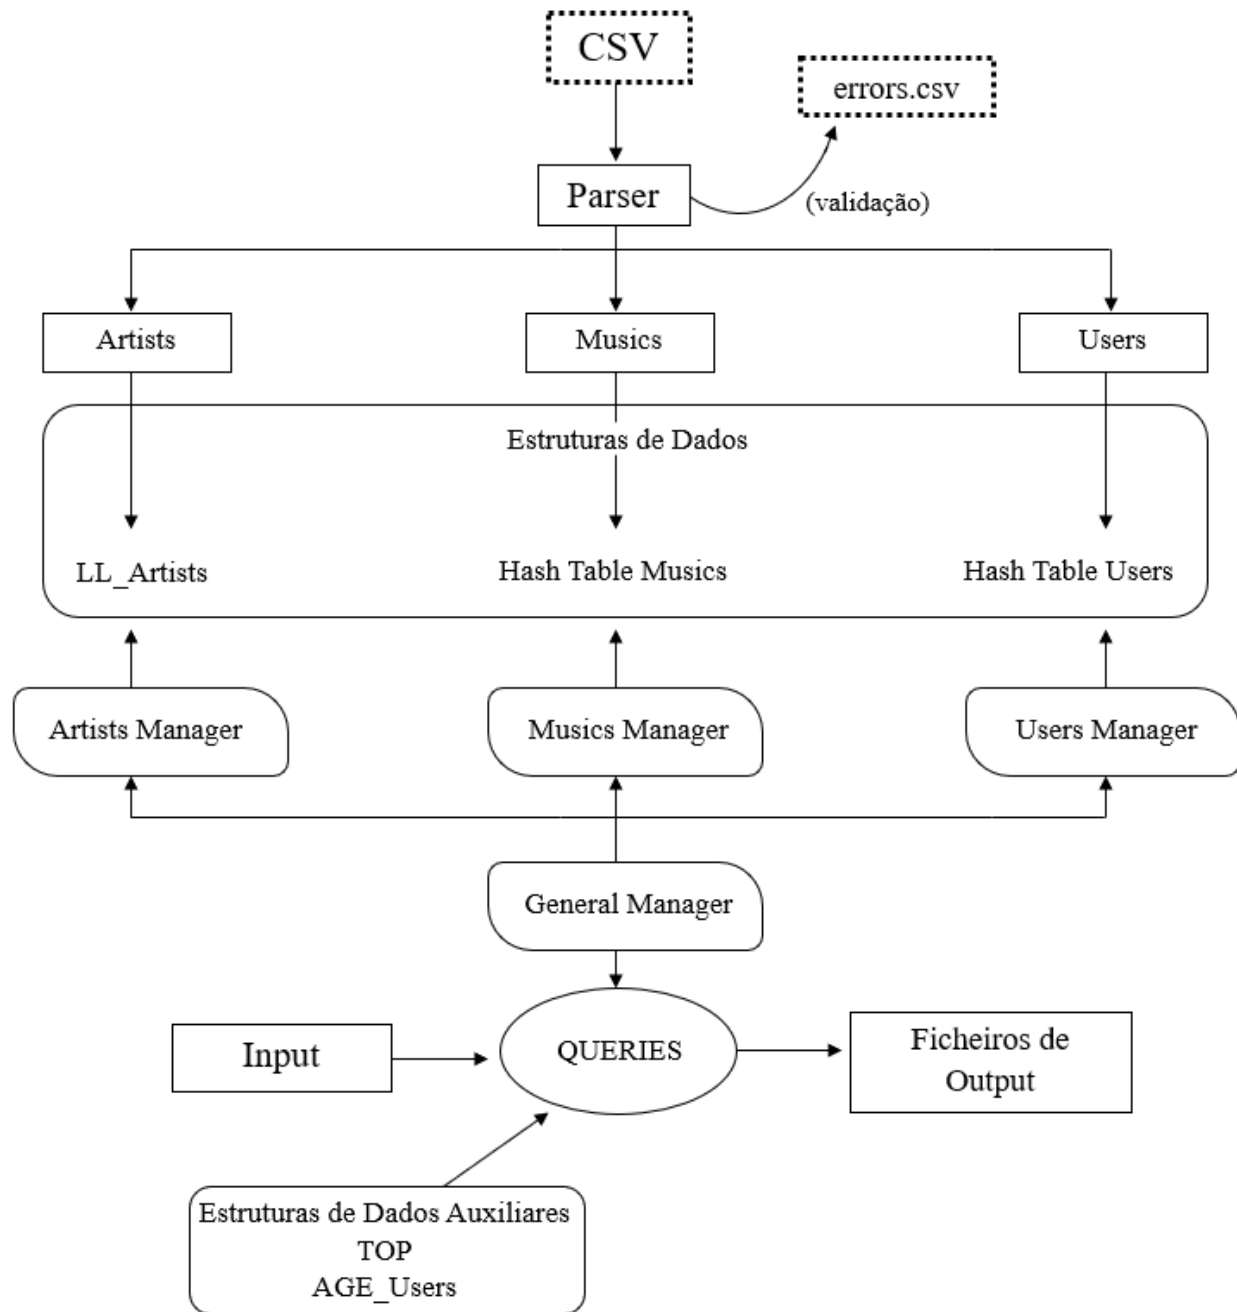 CSV
errors.csv
Parser
(validação)
Artists
Musics
Users
Estruturas de Dados
LL_Artists
Hash Table Musics
Hash Table Users
Artists Manager
Musics Manager
Users Manager
General Manager
Input
QUERIES
Ficheiros de
Output
Estruturas de Dados Auxiliares
TOP
AGE_Users